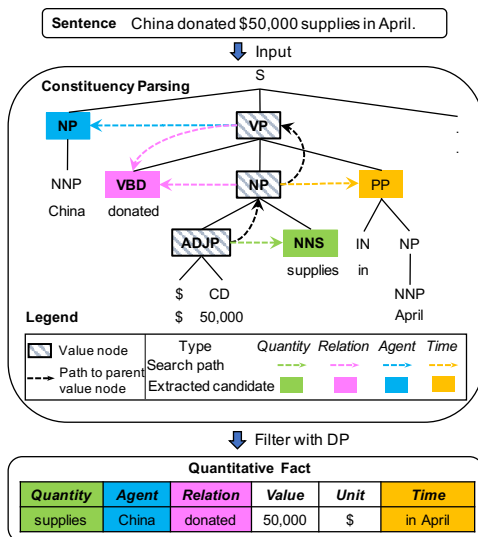 Sentence China donated $50,000 supplies in April.
Input
Constituency Parsing
S
NP VP .
NNP VBD NP PP
China donated
ADJP NNS IN NP
supplies in
$ CD NNP
$ 50,000 April
Legend
Value node
Path to parent
value node
Type Quantity Relation Agent Time
Search path
Extracted candidate
Filter with DP
Quantitative Fact
Quantity Agent Relation Value Unit Time
supplies China donated 50,000 $ in April